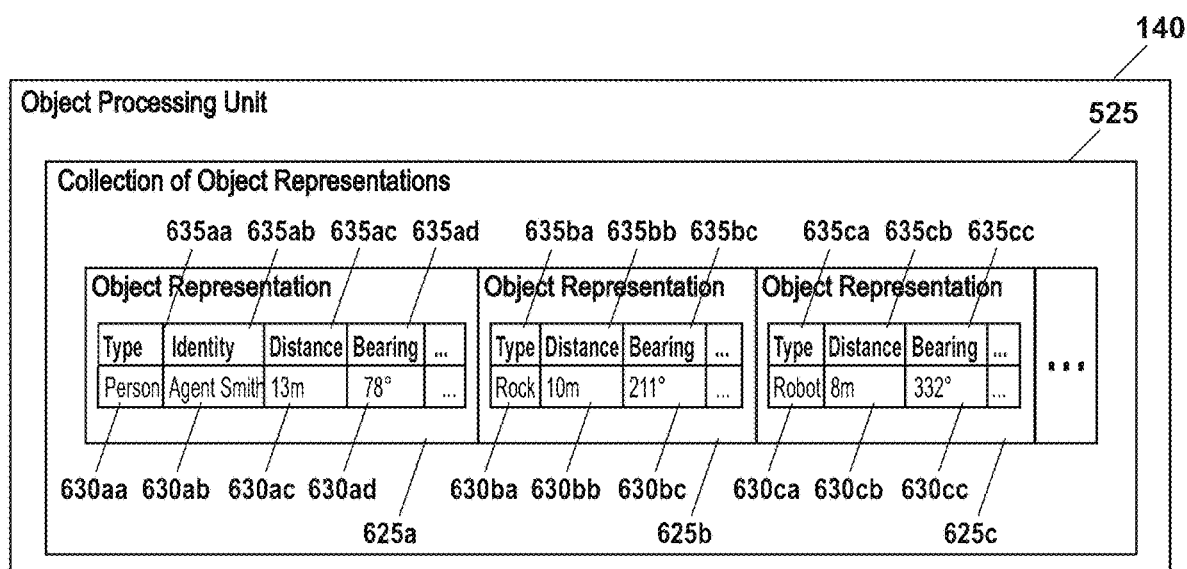 140
Object Processing Unit
525
Collection of Object Representations
635aa 635ab 635ac 635ad 635ba 635bb 635bc 635ca 635cb 635cc
Object Representation Object Representation Object Representation
Type Identity Distance Bearing ... Type Distance Bearing ... Type Distance Bearing ...
Person Agent Smith 13m 78° ... Rock 10m 211° ... Robot 8m 332° ...
...
630aa 630ab 630ac 630ad 630ba 630bb 630bc 630ca 630cb 630cc
625a 625b 625c